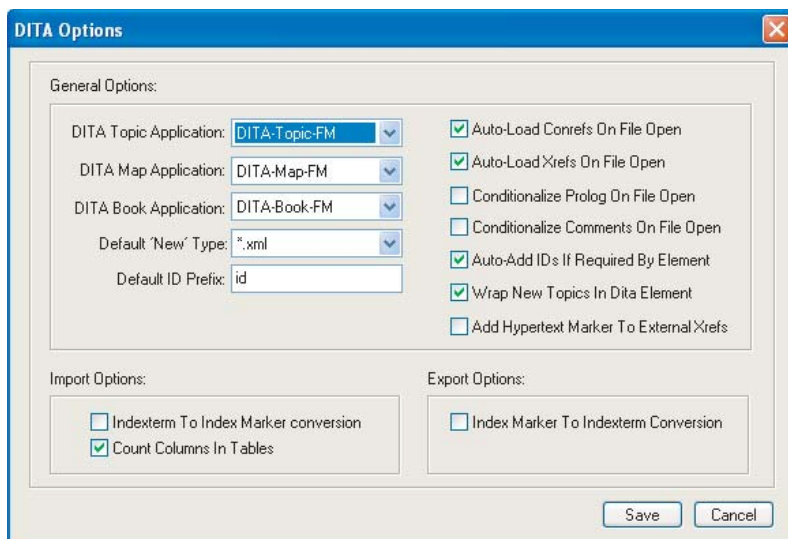 DITA Options
General Options:
DITA Topic Application: DITA-Topic-FM
DITA Map Application: DITA-Map-FM
DITA Book Application: DITA-Book-FM
Default 'New' Type: *.xml
Default ID Prefix: id
Auto-Load Conrefs On File Open
Auto-Load Xrefs On File Open
Conditionalize Prolog On File Open
Conditionalize Comments On File Open
Auto-Add IDs If Required By Element
Wrap New Topics In Dita Element
Add Hypertext Marker To External Xrefs
Import Options:
Indexterm To Index Marker conversion
Count Columns In Tables
Export Options:
Index Marker To Indexterm Conversion
Save
Cancel